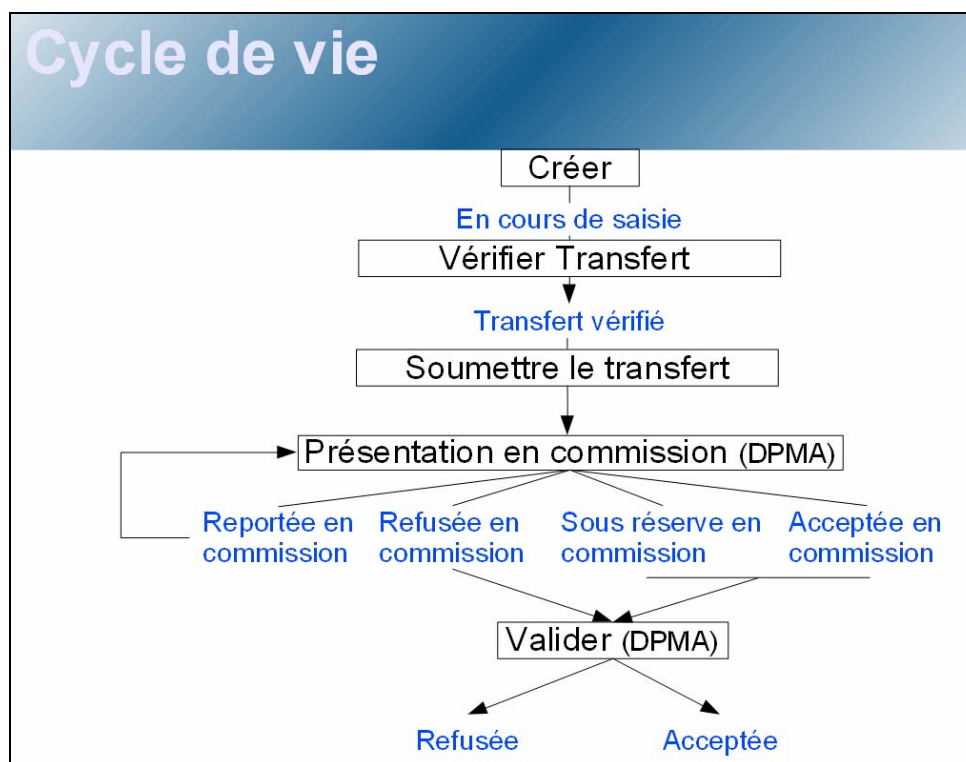 Cycle de vie
Créer
En cours de saisie
Vérifier Transfert
Transfert vérifié
Soumettre le transfert
Présentation en commission (DPMA)
Reportée en
commission
Refusée en
commission
Sous réserve en
commission
Acceptée en
commission
Valider (DPMA)
Refusée
Acceptée